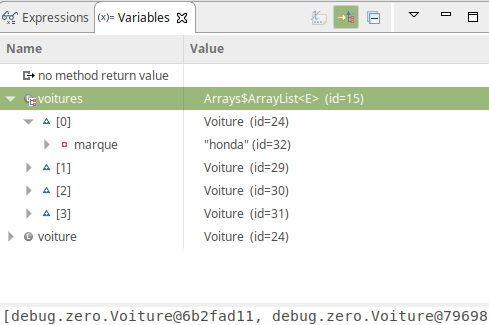 Expressions (x)= Variables
Name Value
no method return value
voitures Arrays$ArrayList<E> (id=15)
[0] Voiture (id=24)
marque "honda" (id=32)
[1] Voiture (id=29)
[2] Voiture (id=30)
[3] Voiture (id=31)
voiture Voiture (id=24)
[debug.zero.Voiture@6b2fad11, debug.zero.Voiture@79698